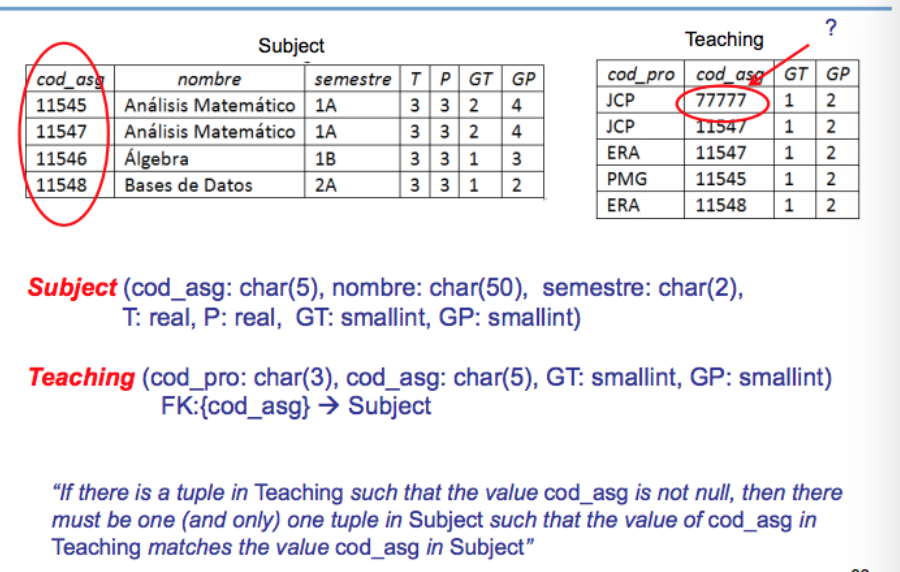 Subject
cod_asg nombre semestre T P GT GP
11545 Análisis Matemático 1A 3 3 2 4
11547 Análisis Matemático 1A 3 3 2 4
11546 Álgebra 1B 3 3 1 3
11548 Bases de Datos 2A 3 3 1 2
?
Teaching
cod_pro cod_asg GT GP
JCP 77777 1 2
JCP 11547 1 2
ERA 11547 1 2
PMG 11545 1 2
ERA 11548 1 2
Subject (cod_asg: char(5), nombre: char(50), semestre: char(2),
T: real, P: real, GT: smallint, GP: smallint)
Teaching (cod_pro: char(3), cod_asg: char(5), GT: smallint, GP: smallint)
FK:{cod_asg} → Subject
“If there is a tuple in Teaching such that the value cod_asg is not null, then there
must be one (and only) one tuple in Subject such that the value of cod_asg in
Teaching matches the value cod_asg in Subject”